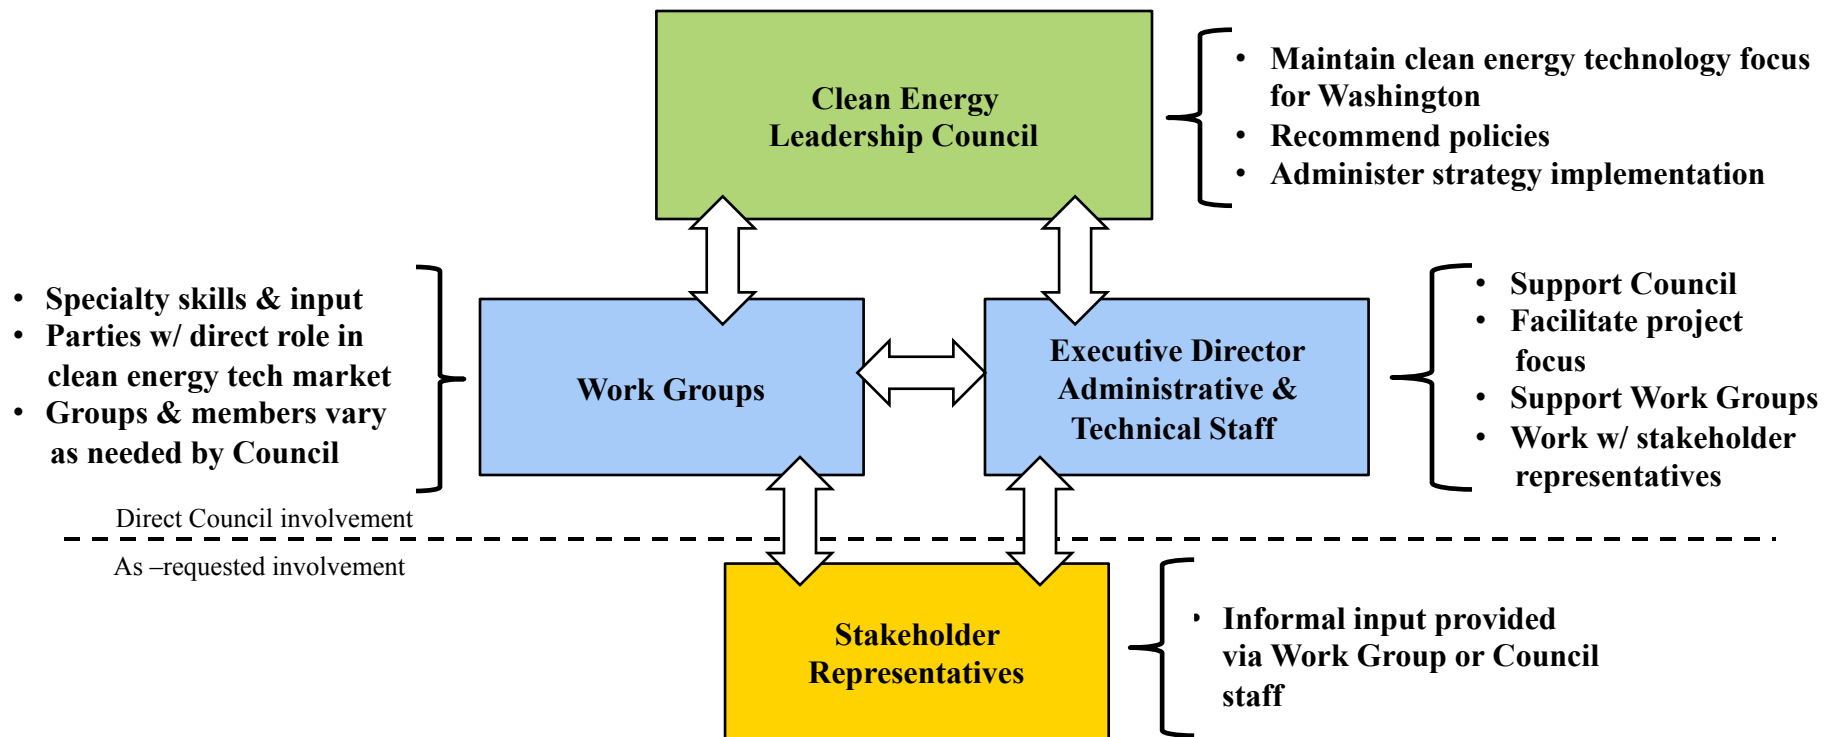 Clean Energy
Leadership Council
• Maintain clean energy technology focus
for Washington
• Recommend policies
• Administer strategy implementation
• Specialty skills & input
• Parties w/ direct role in
clean energy tech market
• Groups & members vary
as needed by Council
Work Groups
Executive Director
Administrative &
Technical Staff
• Support Council
• Facilitate project
focus
• Support Work Groups
• Work w/ stakeholder
representatives
Direct Council involvement
As –requested involvement
Stakeholder
Representatives
• Informal input provided
via Work Group or Council
staff